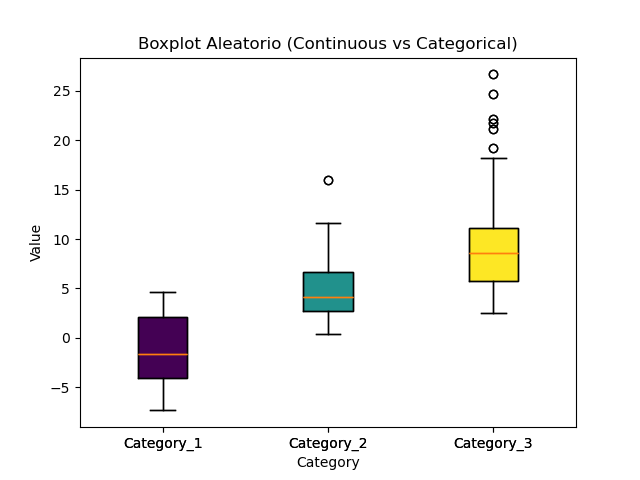 Boxplot Aleatorio (Continuous vs Categorical)
25
20
15
10
5
0
−5
Value
Category_1 Category_2 Category_3
Category